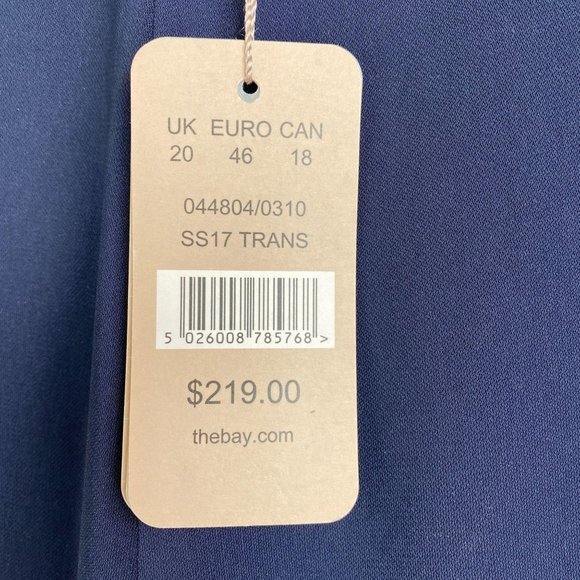 UK EURO CAN
20 46 18
044804/0310
SS17 TRANS
5 026008 785768 >
$219.00
thebay.com